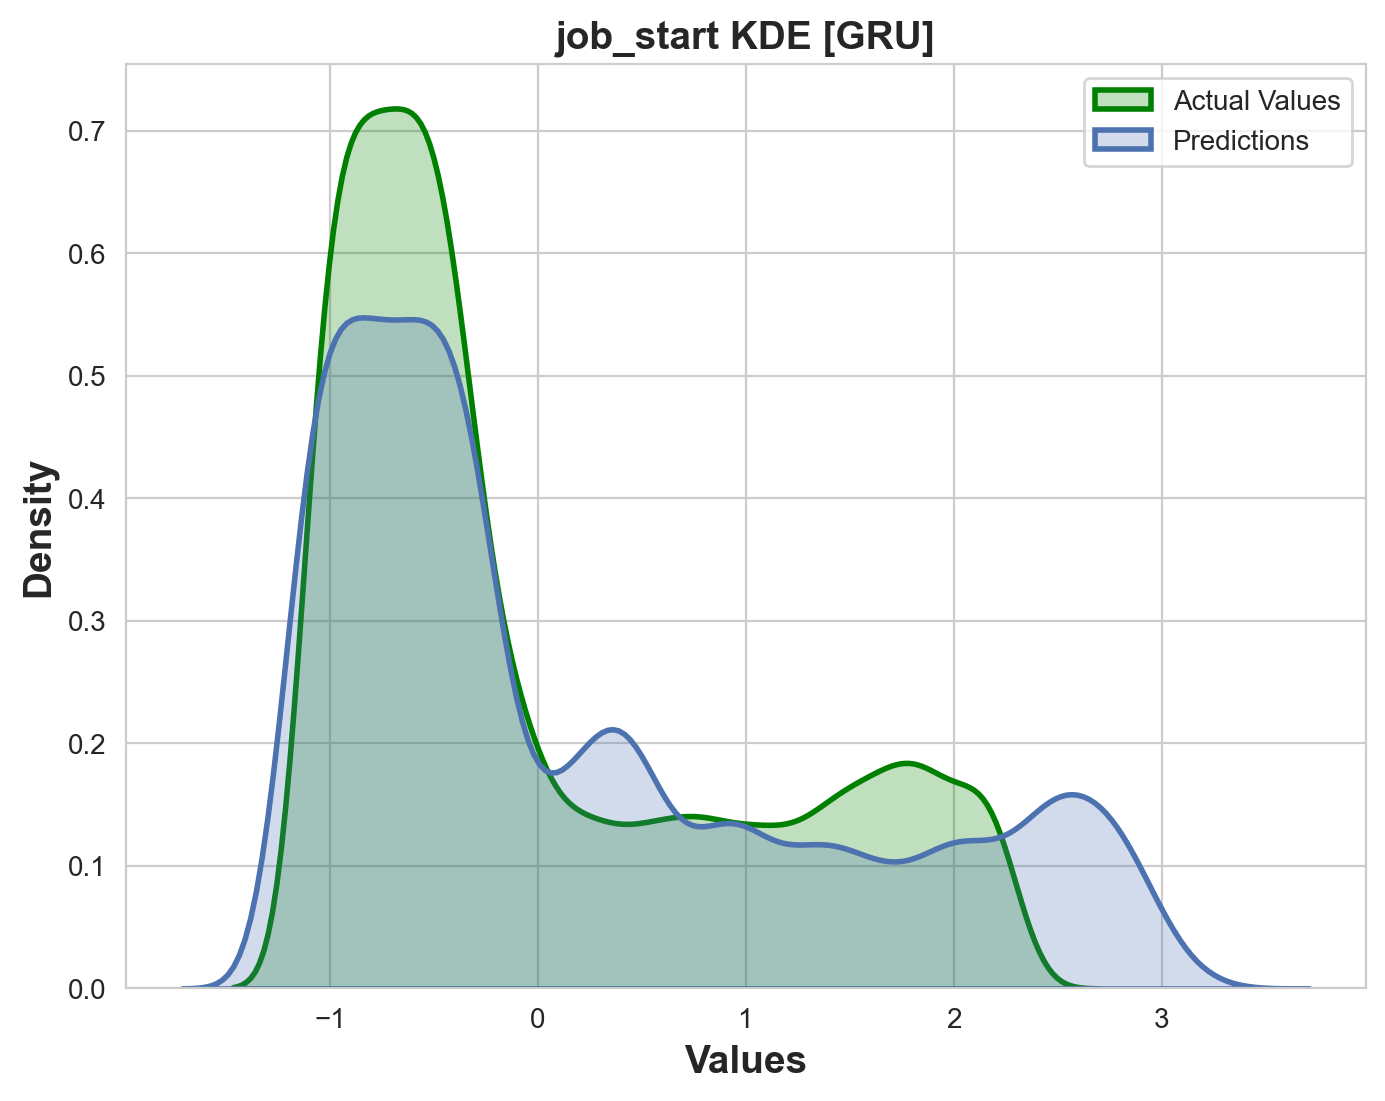 job_start KDE [GRU]
Actual Values
Predictions
0.7
0.6
0.5
0.4
0.3
0.2
0.1
0.0
Density
−1 0 1 2 3
Values